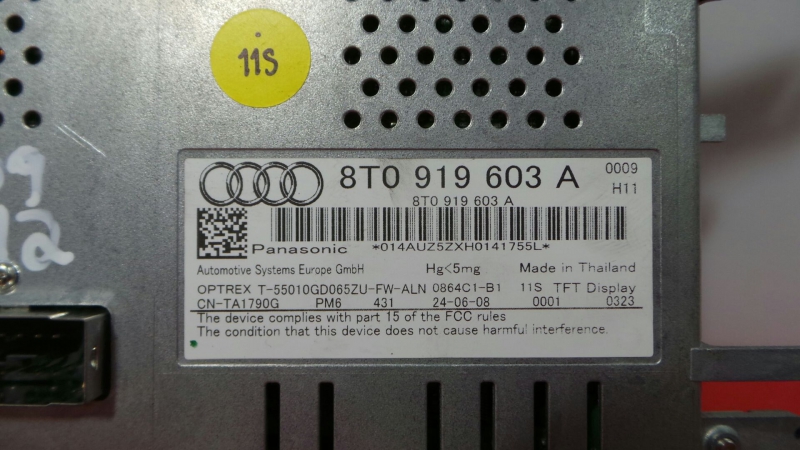 11S
8T0 919 603 A 0009
8T0 919 603 A H11
Panasonic *014AUZ5ZXH0141755L*
Automotive Systems Europe GmbH Hg<5mg Made in Thailand
OPTREX T-55010GD065ZU-FW-ALN 0864C1-B1 11S TFT Display
CN-TA1790G PM6 431 24-06-08 0001 0323
The device complies with part 15 of the FCC rules
The condition that this device does not cause harmful interference.